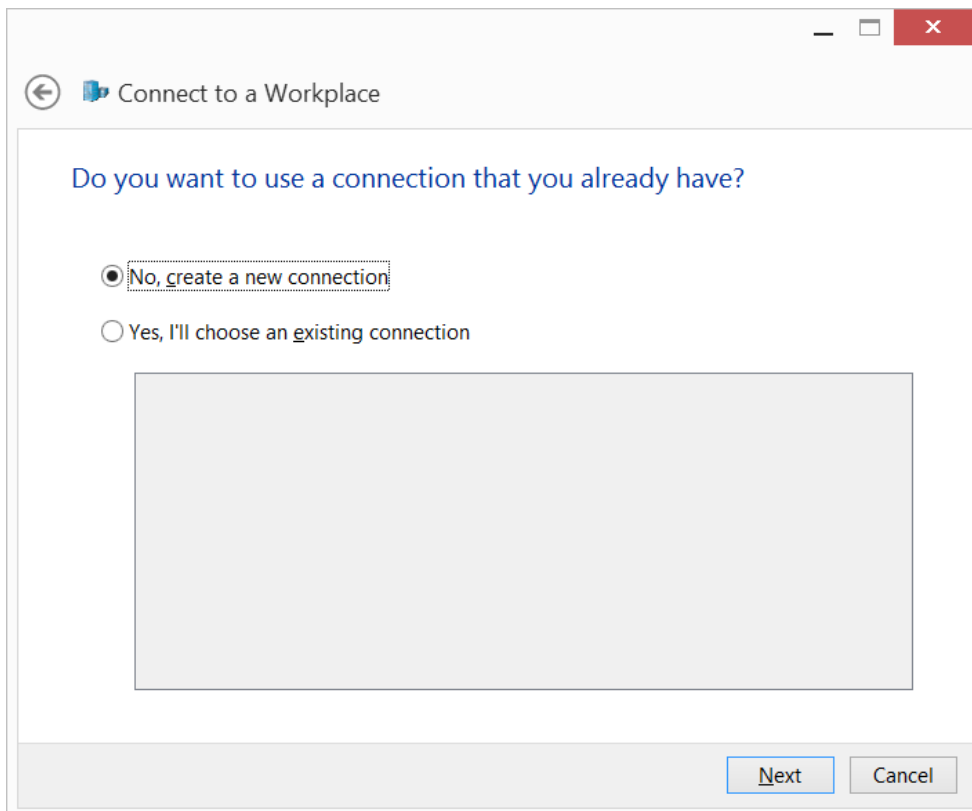 Connect to a Workplace
Do you want to use a connection that you already have?
No, create a new connection
Yes, I'll choose an existing connection
Next
Cancel